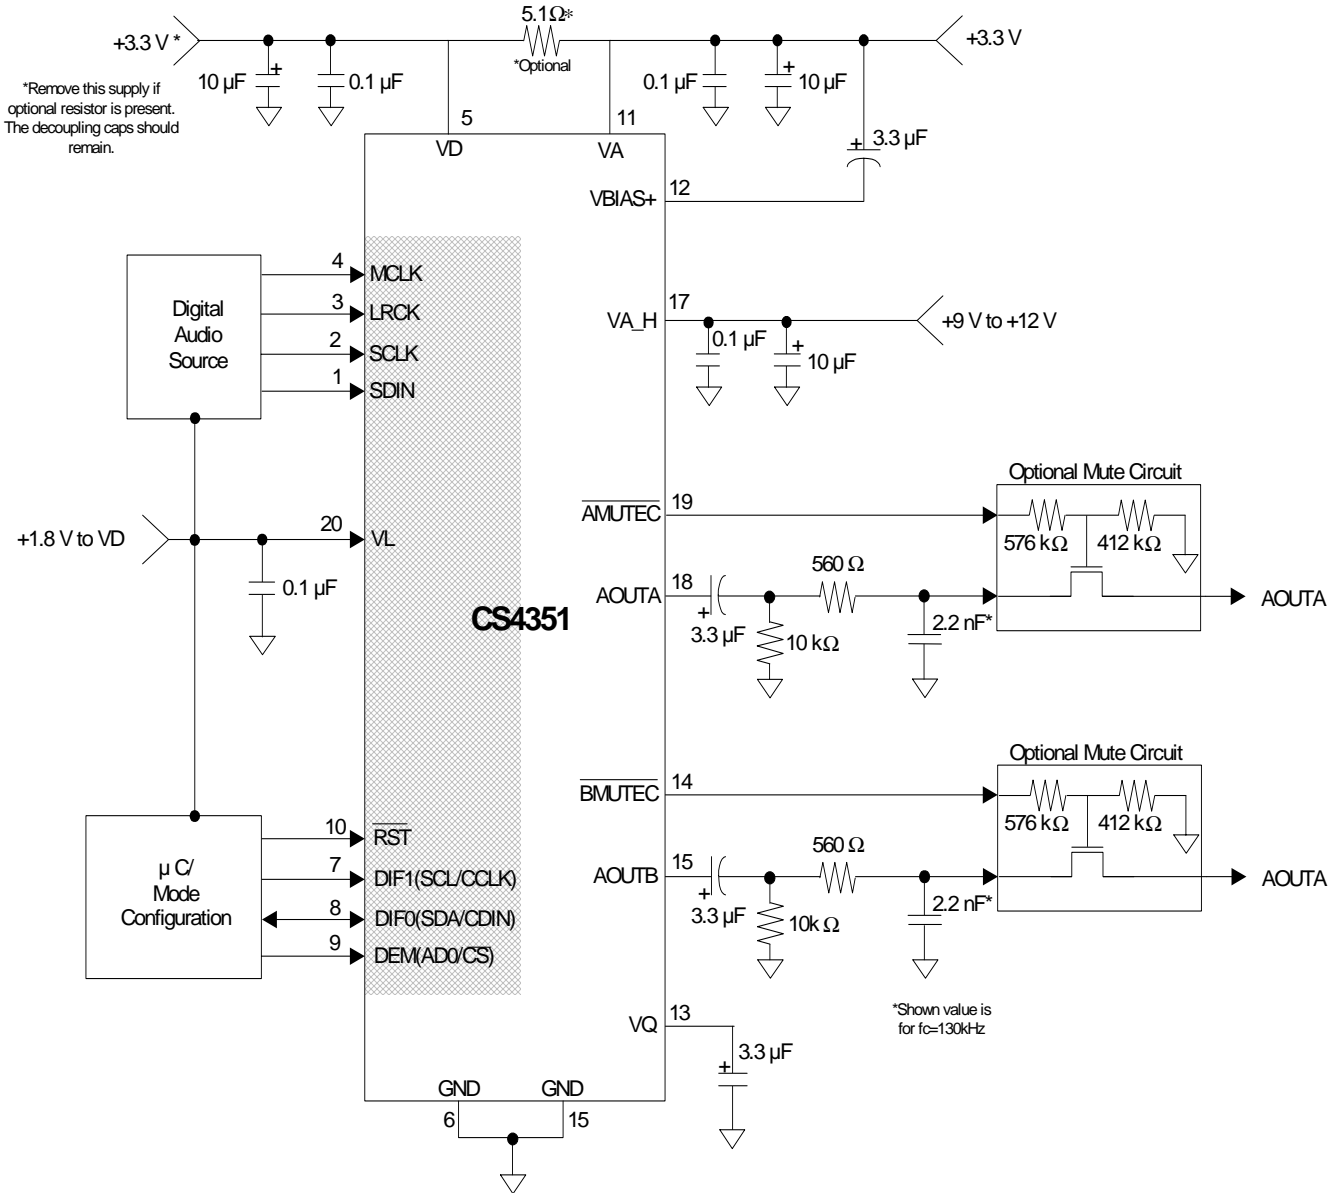 5.1Ω*
+3.3 V *
+3.3 V
*Optional
10 µF
+
0.1 µF
0.1 µF
+
10 µF
*Remove this supply if
optional resistor is present.
The decoupling caps should
remain.
5
11
VD
VA
+
3.3 µF
VBIAS+
12
4
MCLK
3
LRCK
2
SCLK
1
SDIN
Digital
Audio
Source
VA_H
17
+9 V to +12 V
0.1 µF
+
10 µF
Optional Mute Circuit
AMUTEC
19
576 kΩ
412 kΩ
+1.8 V to VD
20
VL
0.1 µF
560 Ω
AOUTA
18
AOUTA
+
3.3 µF
10 kΩ
2.2 nF*
CS4351
Optional Mute Circuit
BMUTEC
14
576 kΩ
412 kΩ
560 Ω
AOUTB
15
AOUTA
+
3.3 µF
10k Ω
2.2 nF*
µ C/
Mode
Configuration
10
RST
7
DIF1(SCL/CCLK)
8
DIF0(SDA/CDIN)
9
DEM(AD0/CS)
*Shown value is
for fc=130kHz
VQ
13
+
3.3 µF
GND
GND
6
15